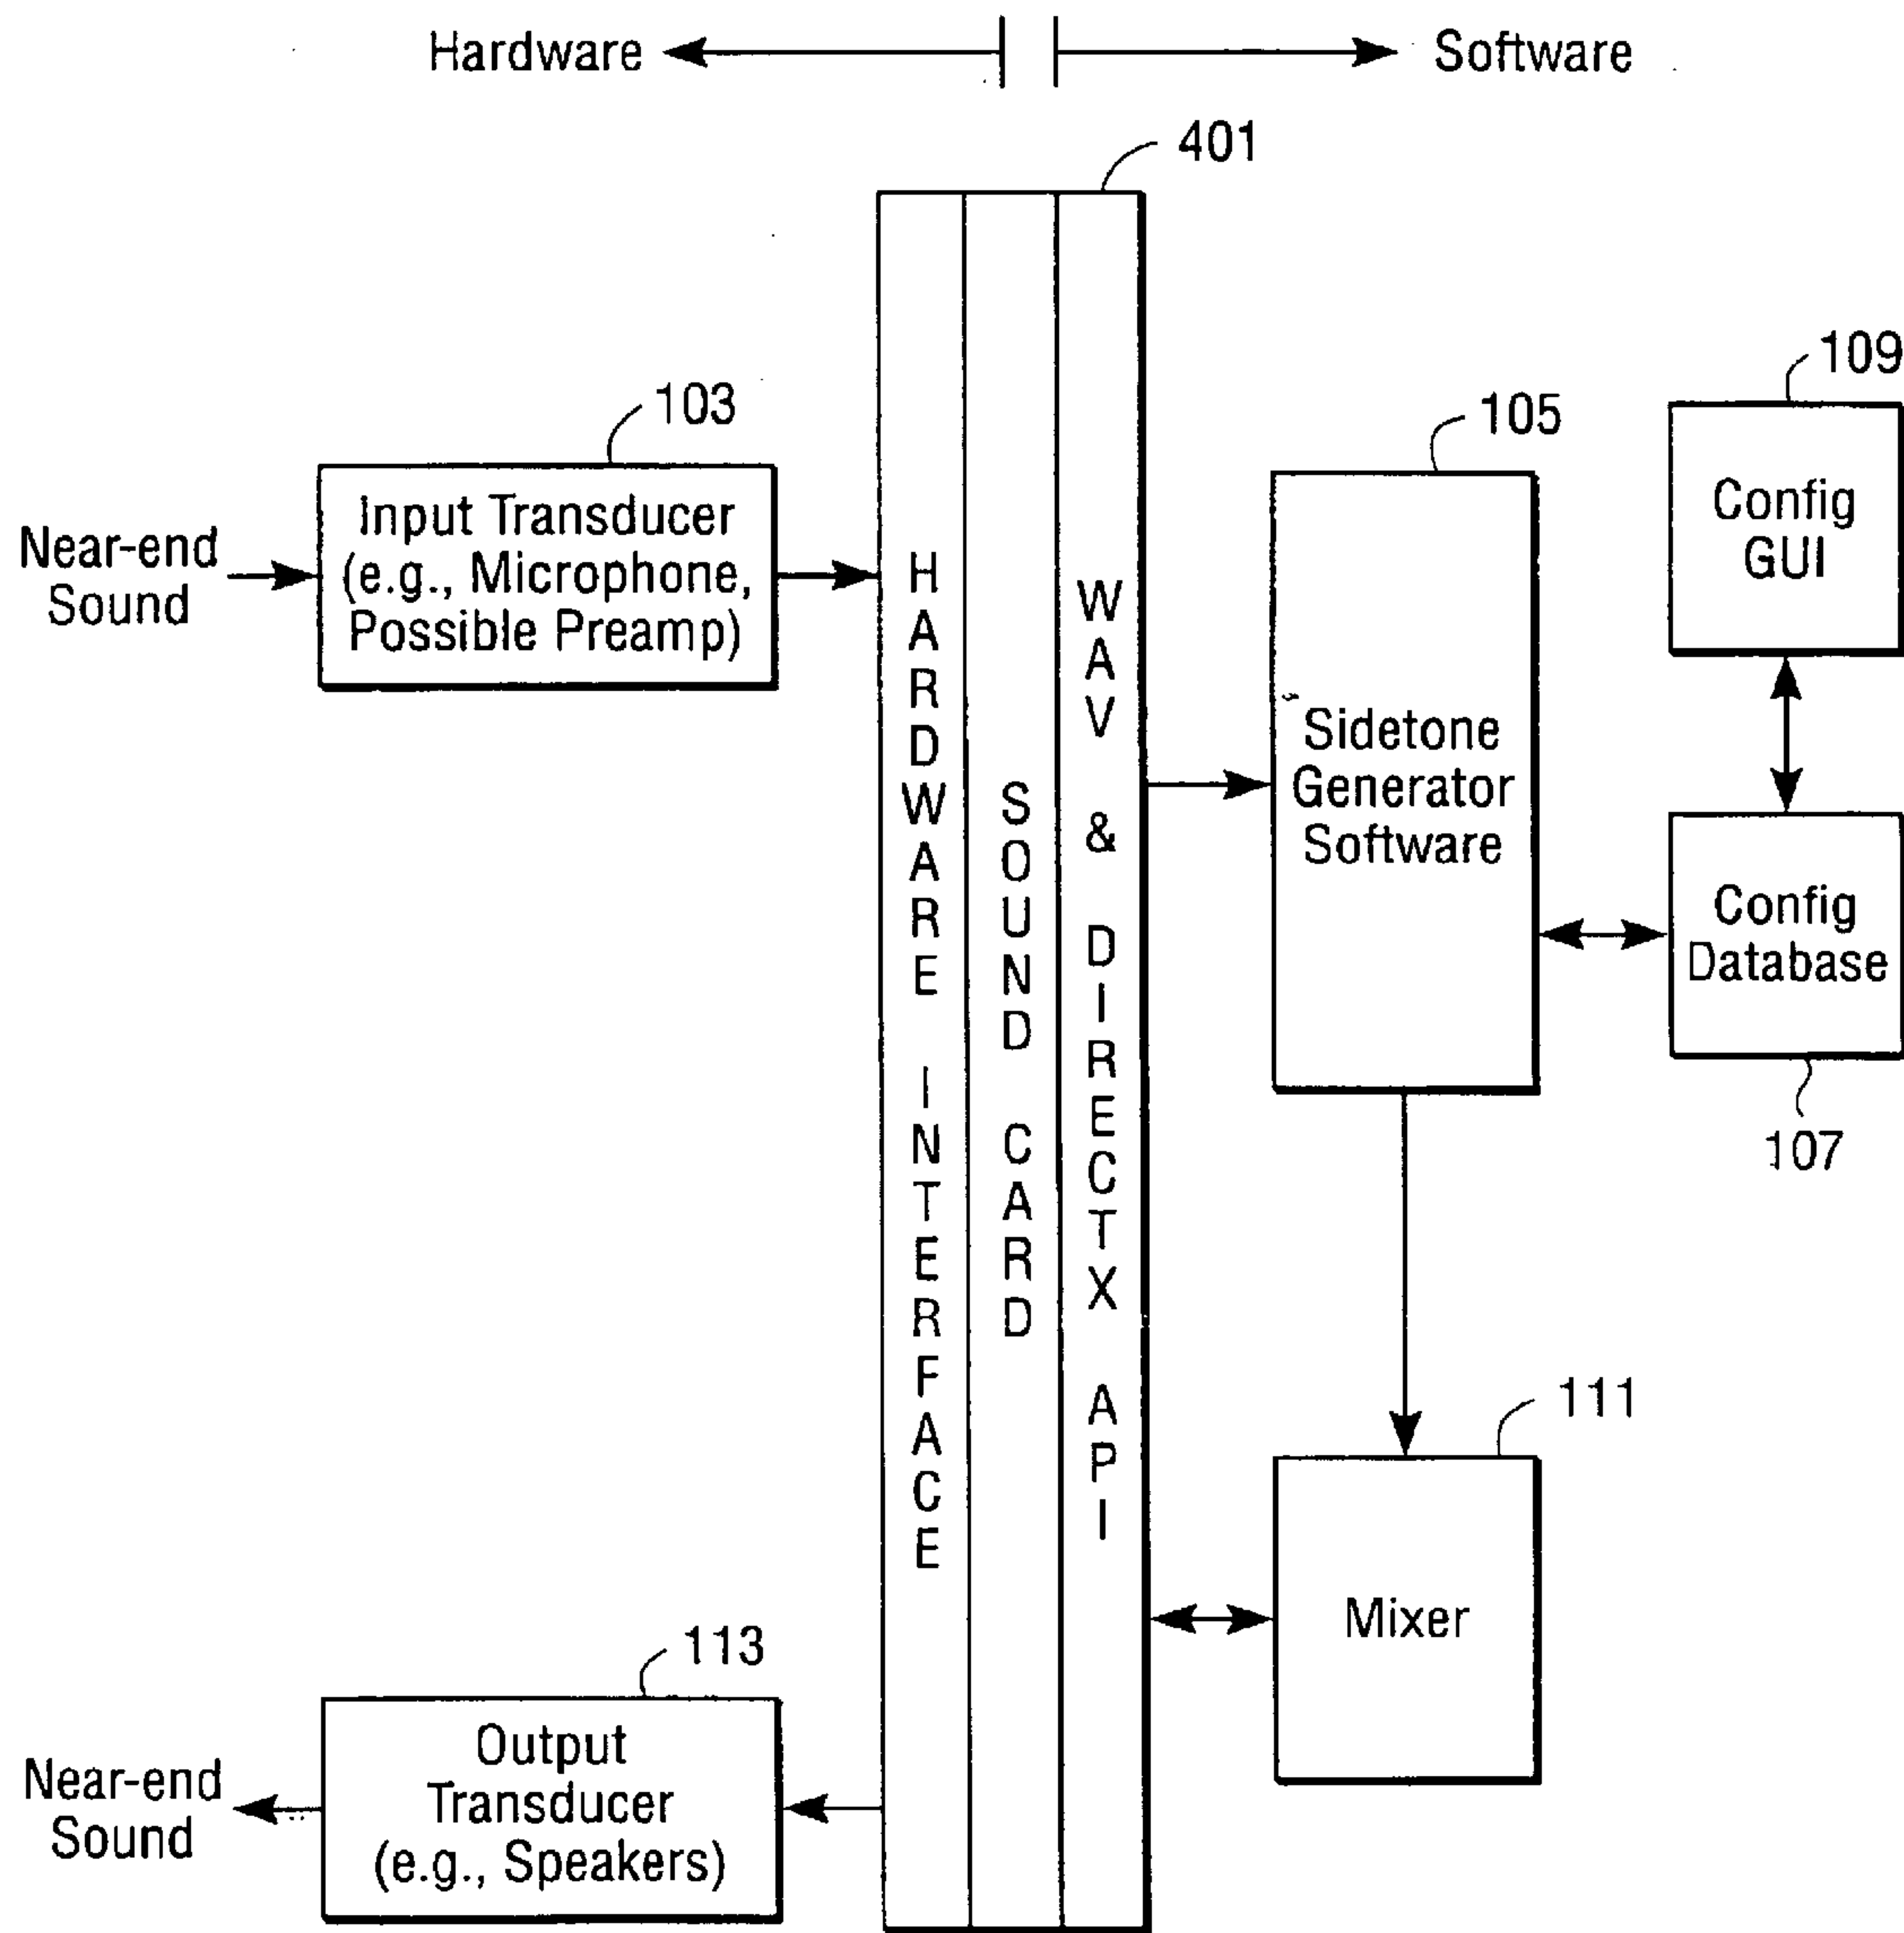 Hardware
Software
401
109
103
105
Config
GUI
Input Transducer
(e.g., Microphone,
Possible Preamp)
Near-end
Sound
HARDWARE INTERFACE
SOUND CARD
WAV & DIRECTX API
Sidetone
Generator
Software
Config
Database
107
111
Mixer
113
Output
Transducer
(e.g., Speakers)
Near-end
Sound